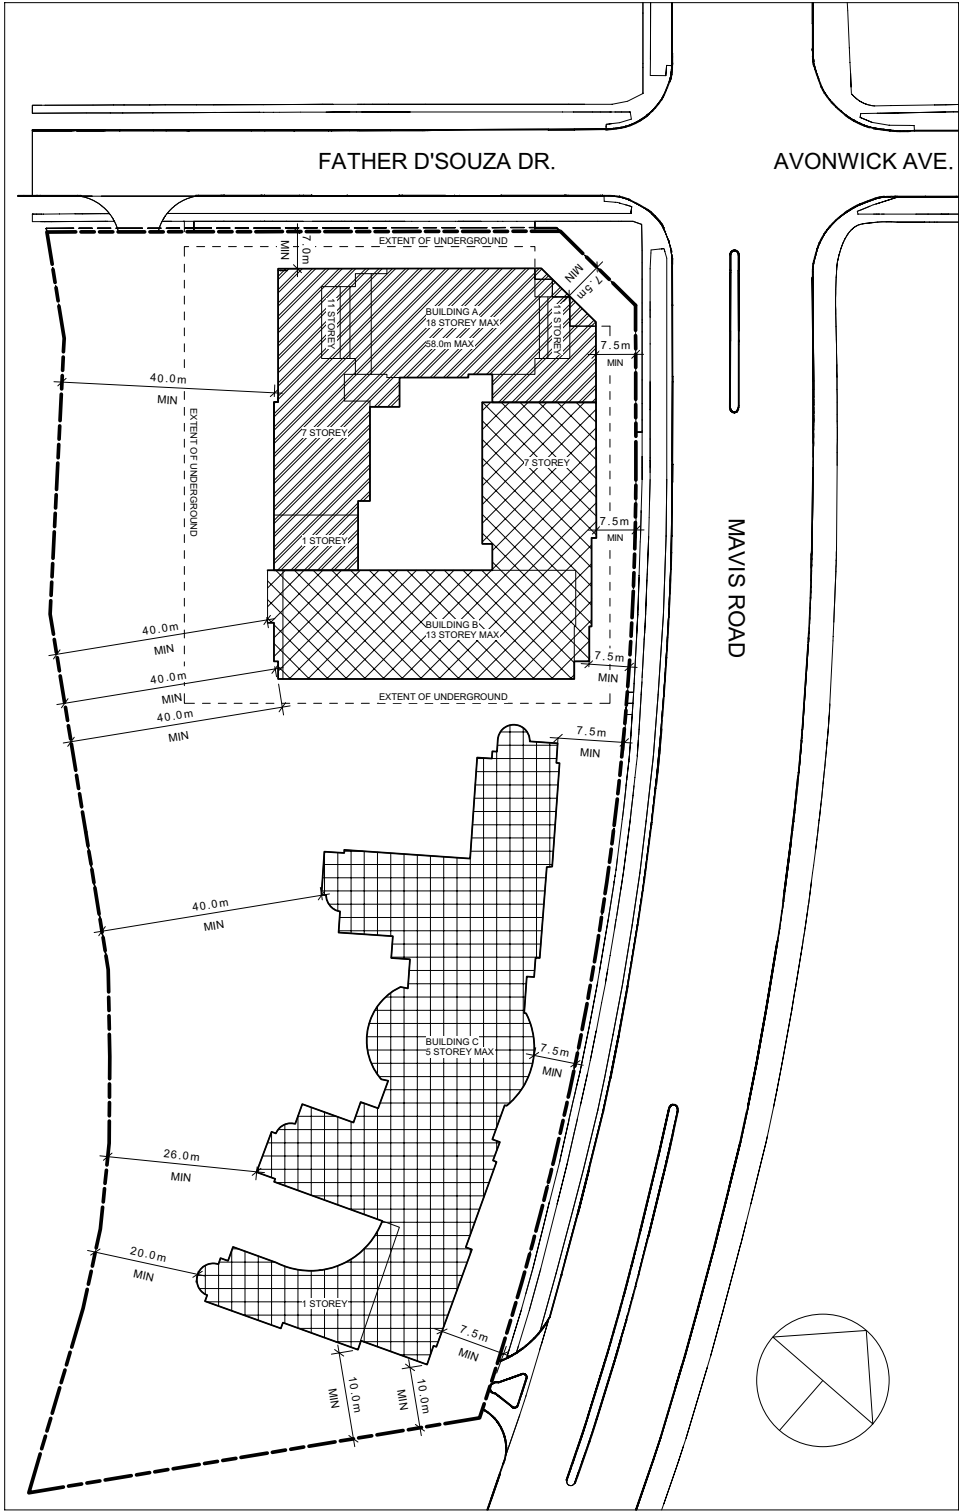 FATHER D'SOUZA DR.
AVONWICK AVE.
EXTENT OF UNDERGROUND
7.0m
MIN
7.5m
MIN
11 STOREY
BUILDING A
18 STOREY MAX
58.0m MAX
11 STOREY
7.5m
MIN
40.0m
MIN
EXTENT OF UNDERGROUND
7 STOREY
7 STOREY
7.5m
MIN
1 STOREY
MAVIS ROAD
BUILDING B
13 STOREY MAX
40.0m
MIN
7.5m
MIN
40.0m
MIN
EXTENT OF UNDERGROUND
40.0m
MIN
7.5m
MIN
40.0m
MIN
BUILDING C
5 STOREY MAX
7.5m
MIN
26.0m
MIN
20.0m
MIN
1 STOREY
7.5m
MIN
10.0m
MIN
10.0m
MIN